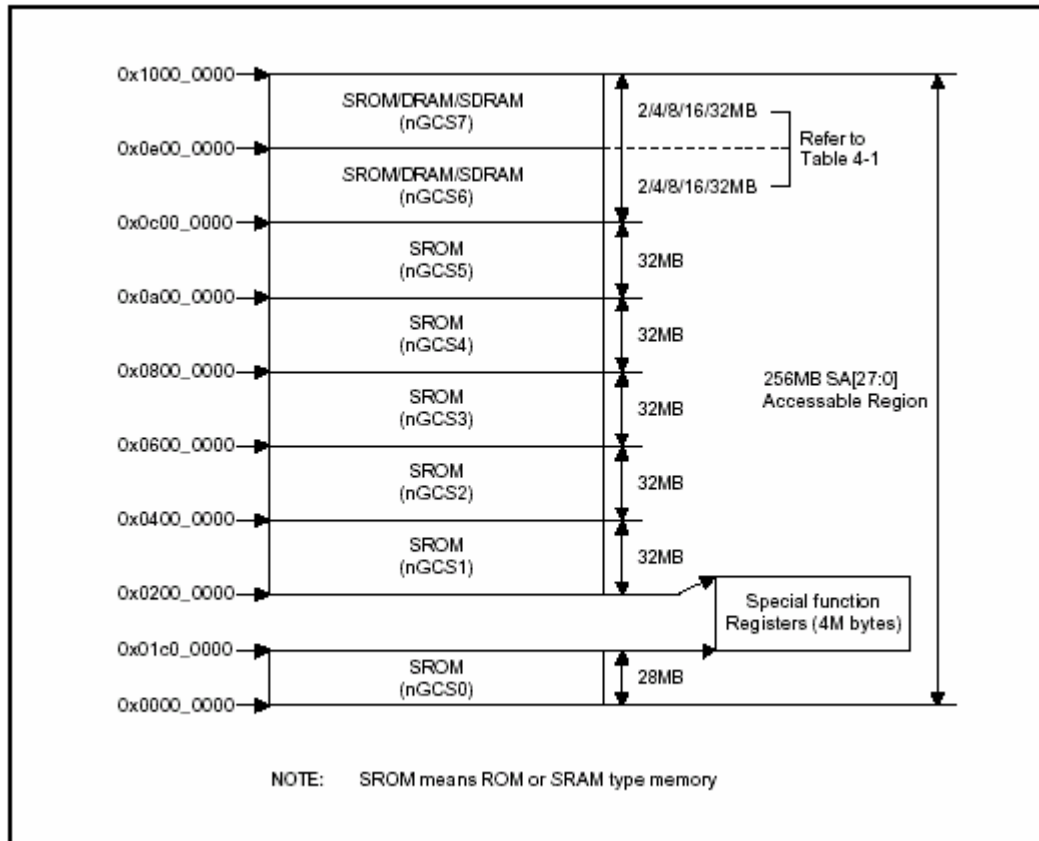 0x1000_0000
SROM/DRAM/SDRAM
(nGCS7)
2/4/8/16/32MB
Refer to
Table 4-1
0x0e00_0000
SROM/DRAM/SDRAM
(nGCS6)
2/4/8/16/32MB
0x0c00_0000
SROM
(nGCS5)
32MB
0x0a00_0000
SROM
(nGCS4)
32MB
0x0800_0000
256MB SA[27:0]
Accessable Region
SROM
(nGCS3)
32MB
0x0600_0000
SROM
(nGCS2)
32MB
0x0400_0000
SROM
(nGCS1)
32MB
0x0200_0000
Special function
Registers (4M bytes)
0x01c0_0000
SROM
(nGCS0)
28MB
0x0000_0000
NOTE: SROM means ROM or SRAM type memory